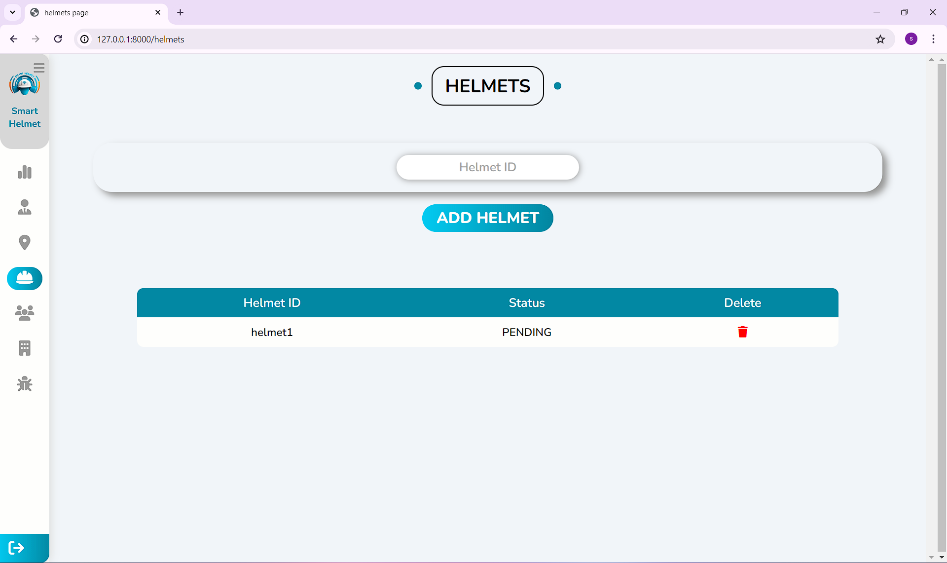 helmets page
127.0.0.1:8000/helmets
S
Smart
Helmet
HELMETS
Helmet ID
ADD HELMET
Helmet ID Status Delete
helmet1 PENDING